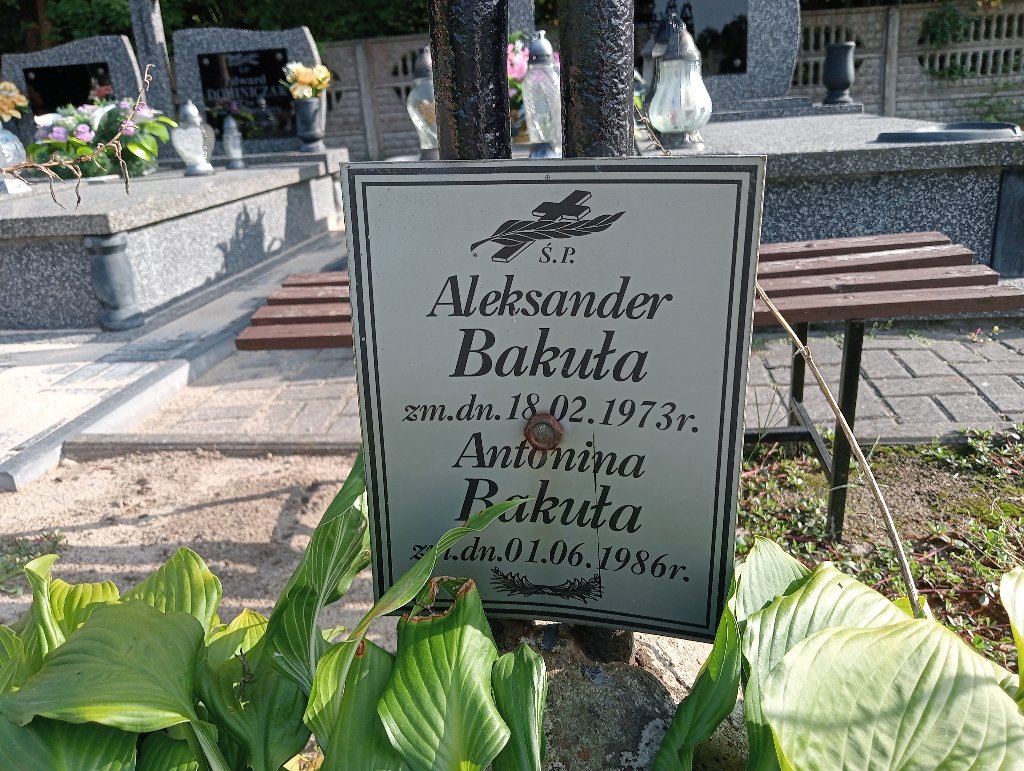 Ś.P.
Aleksander
Bakuła
zm.dn.18.02.1973r.
Antonina
Bakuła
zm.dn.01.06.1986r.